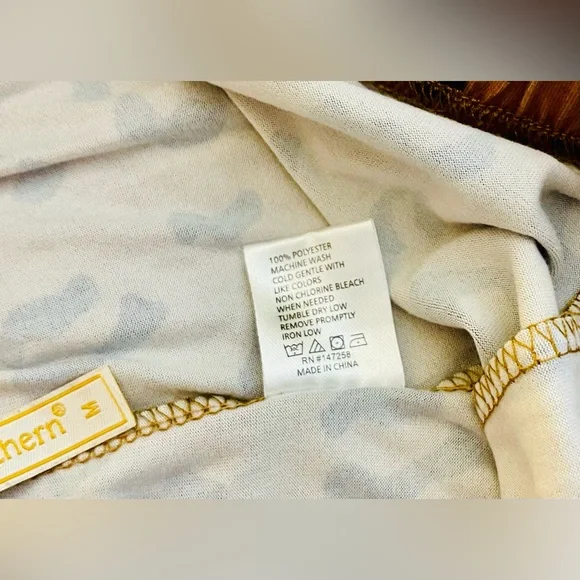 100% POLYESTER
MACHINE WASH
COLD GENTLE WITH
LIKE COLORS
NON CHLORINE BLEACH
WHEN NEEDED
TUMBLE DRY LOW
REMOVE PROMPTLY
IRON LOW
RN #147258
MADE IN CHINA
thern® M